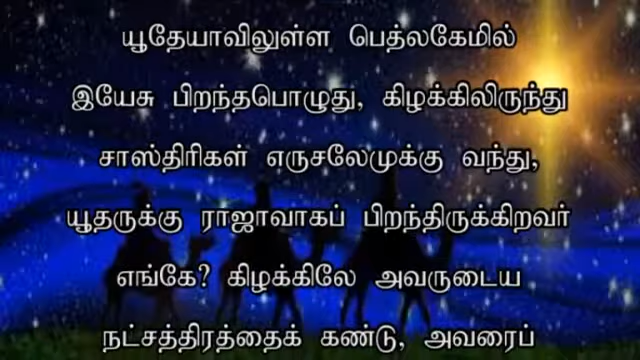 யூதேயாவிலுள்ள பெத்லகேமில்
இயேசு பிறந்தபொழுது, கிழக்கிலிருந்து
சாஸ்திரிகள் எருசலேமுக்கு வந்து,
யூதருக்கு ராஜாவாகப் பிறந்திருக்கிறவர்
எங்கே? கிழக்கிலே அவருடைய
நட்சத்திரத்தைக் கண்டு, அவரைப்